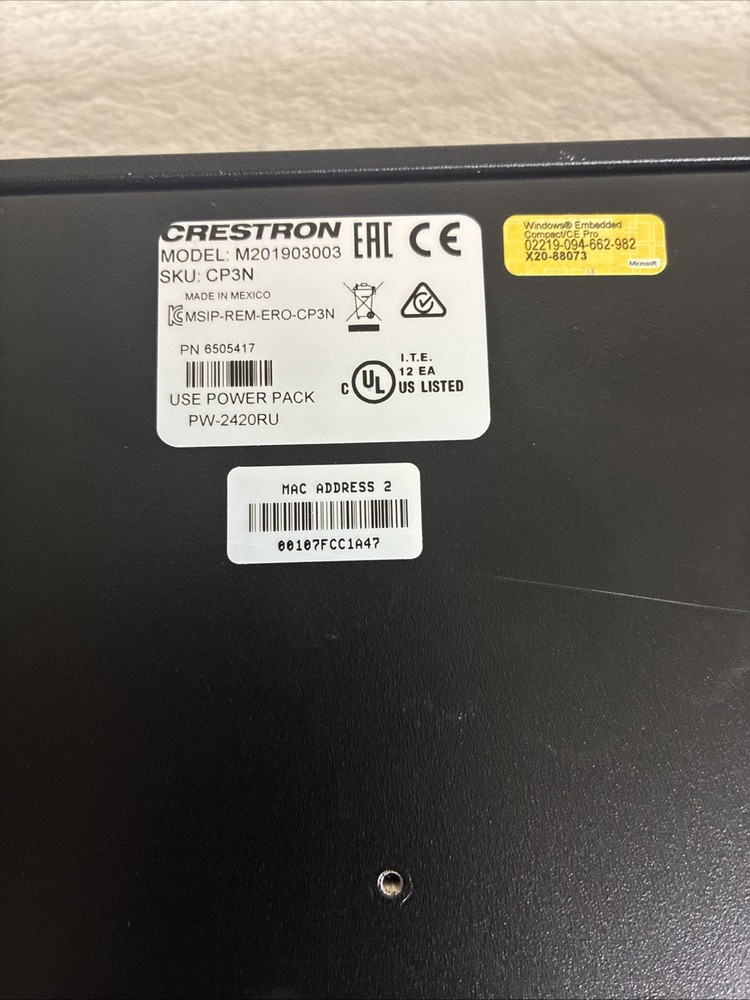 CRESTRON
MODEL: M201903003
SKU: CP3N
MADE IN MEXICO
MSIP-REM-ERO-CP3N
PN 6505417
USE POWER PACK
PW-2420RU
EAC CE
I.T.E.
12 EA
C UL US LISTED
Windows® Embedded
Compact/CE Pro
02219-094-662-982
X20-88073
Microsoft
MAC ADDRESS 2
00107FCC1A47